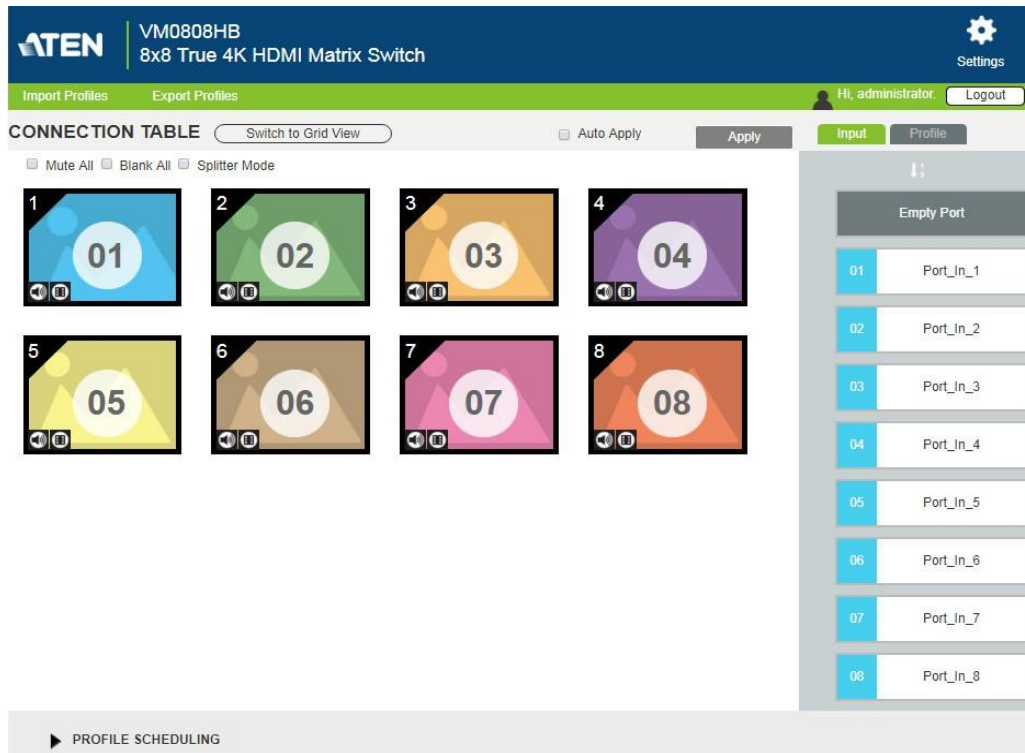 ATEN
VM0808HB
8x8 True 4K HDMI Matrix Switch
Settings
Import Profiles Export Profiles
Hi, administrator. Logout
CONNECTION TABLE Switch to Grid View Auto Apply Apply Input Profile
Mute All Blank All Splitter Mode
Empty Port
1 2 3 4
01 02 03 04
5 6 7 8
05 06 07 08
01 Port_In_1
02 Port_In_2
03 Port_In_3
04 Port_In_4
05 Port_In_5
06 Port_In_6
07 Port_In_7
08 Port_In_8
PROFILE SCHEDULING